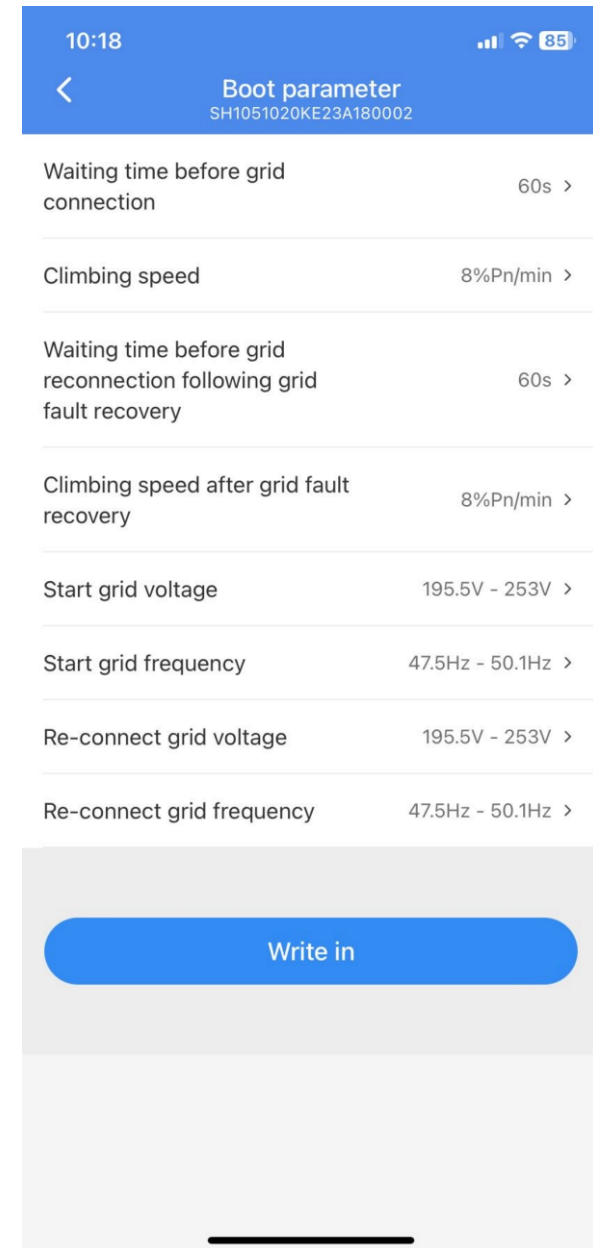 10:18
85
Boot parameter
SH1051020KE23A180002
Waiting time before grid
connection
60s
Climbing speed
8%Pn/min
Waiting time before grid
reconnection following grid
fault recovery
60s
Climbing speed after grid fault
recovery
8%Pn/min
Start grid voltage
195.5V - 253V
Start grid frequency
47.5Hz - 50.1Hz
Re-connect grid voltage
195.5V - 253V
Re-connect grid frequency
47.5Hz - 50.1Hz
Write in